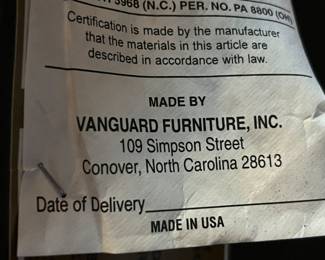 5968 (N.C.) PER. NO. PA 8800 (OH)
Certification is made by the manufacturer
that the materials in this article are
described in accordance with law.
MADE BY
VANGUARD FURNITURE, INC.
109 Simpson Street
Conover, North Carolina 28613
Date of Delivery
MADE IN USA